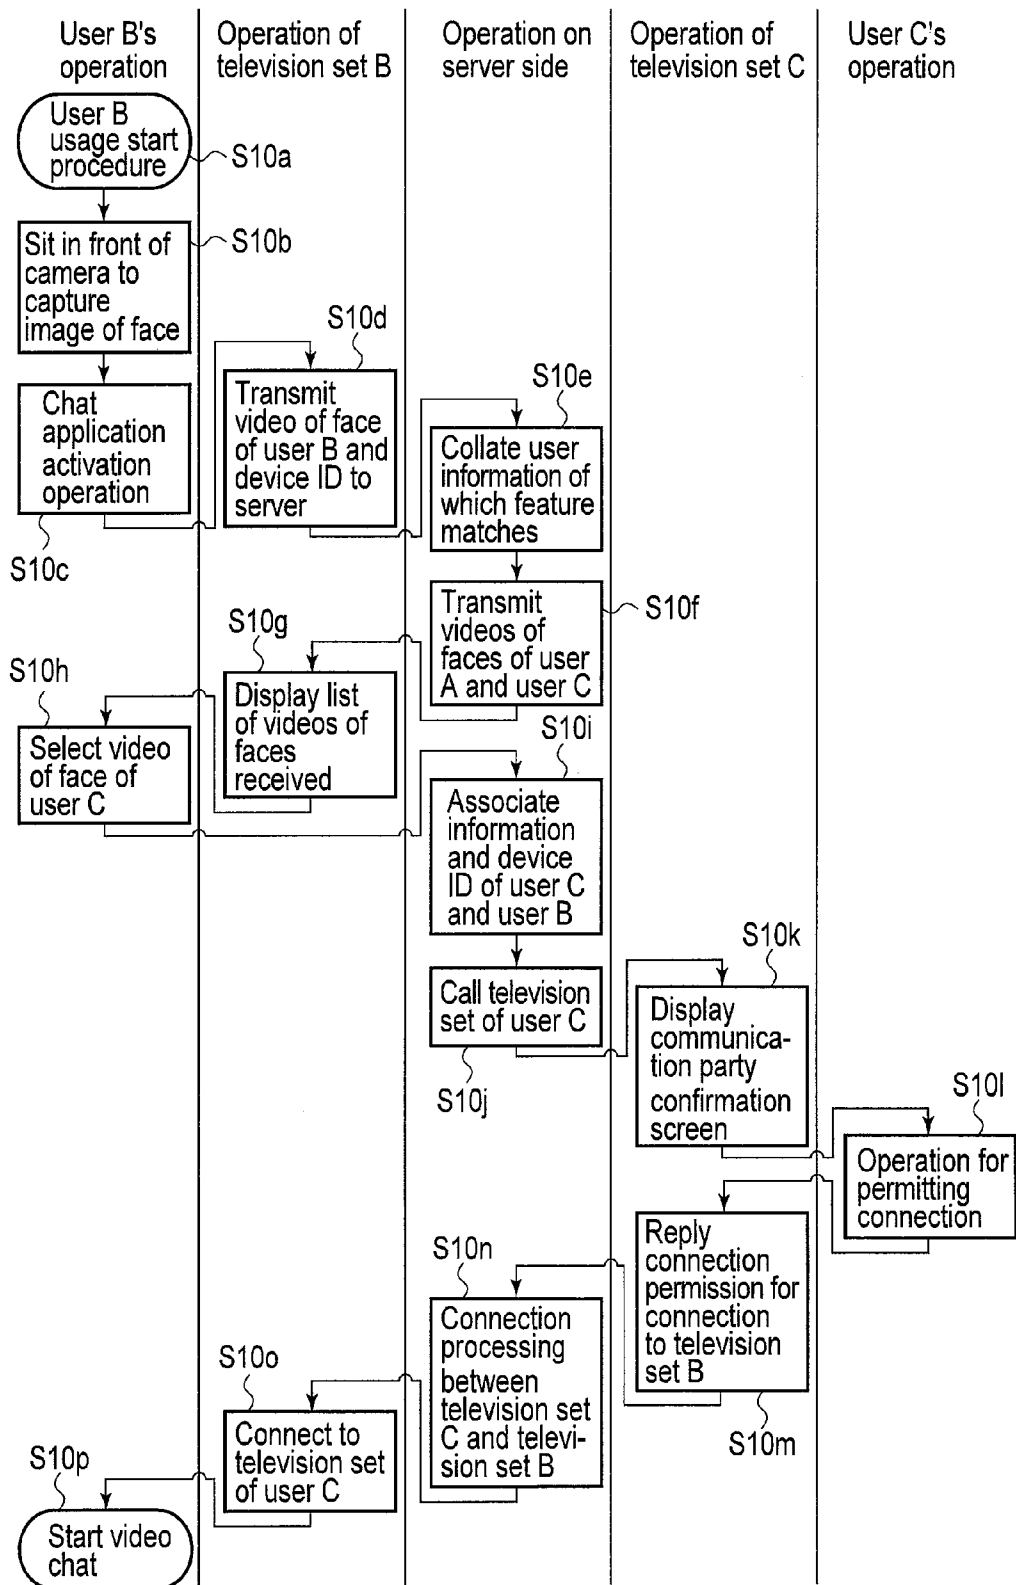 User B's
operation
Operation of
television set B
Operation on
server side
Operation of
television set C
User C's
operation
User B
usage start
procedure
S10a
Sit in front of
camera to
capture
image of face
S10b
Chat
application
activation
operation
S10c
S10d
Transmit
video of face
of user B and
device ID to
server
S10e
Collate user
information of
which feature
matches
Transmit
videos of
faces of user
A and user C
S10f
S10g
Display list
of videos of
faces
received
S10h
Select video
of face of
user C
S10i
Associate
information
and device
ID of user C
and user B
Call television
set of user C
S10j
S10k
Display
communica-
tion party
confirmation
screen
S10l
Operation for
permitting
connection
Reply
connection
permission for
connection
to television
set B
S10m
S10n
Connection
processing
between
television set
C and televi-
sion set B
S10o
Connect to
television set
of user C
S10p
Start video
chat